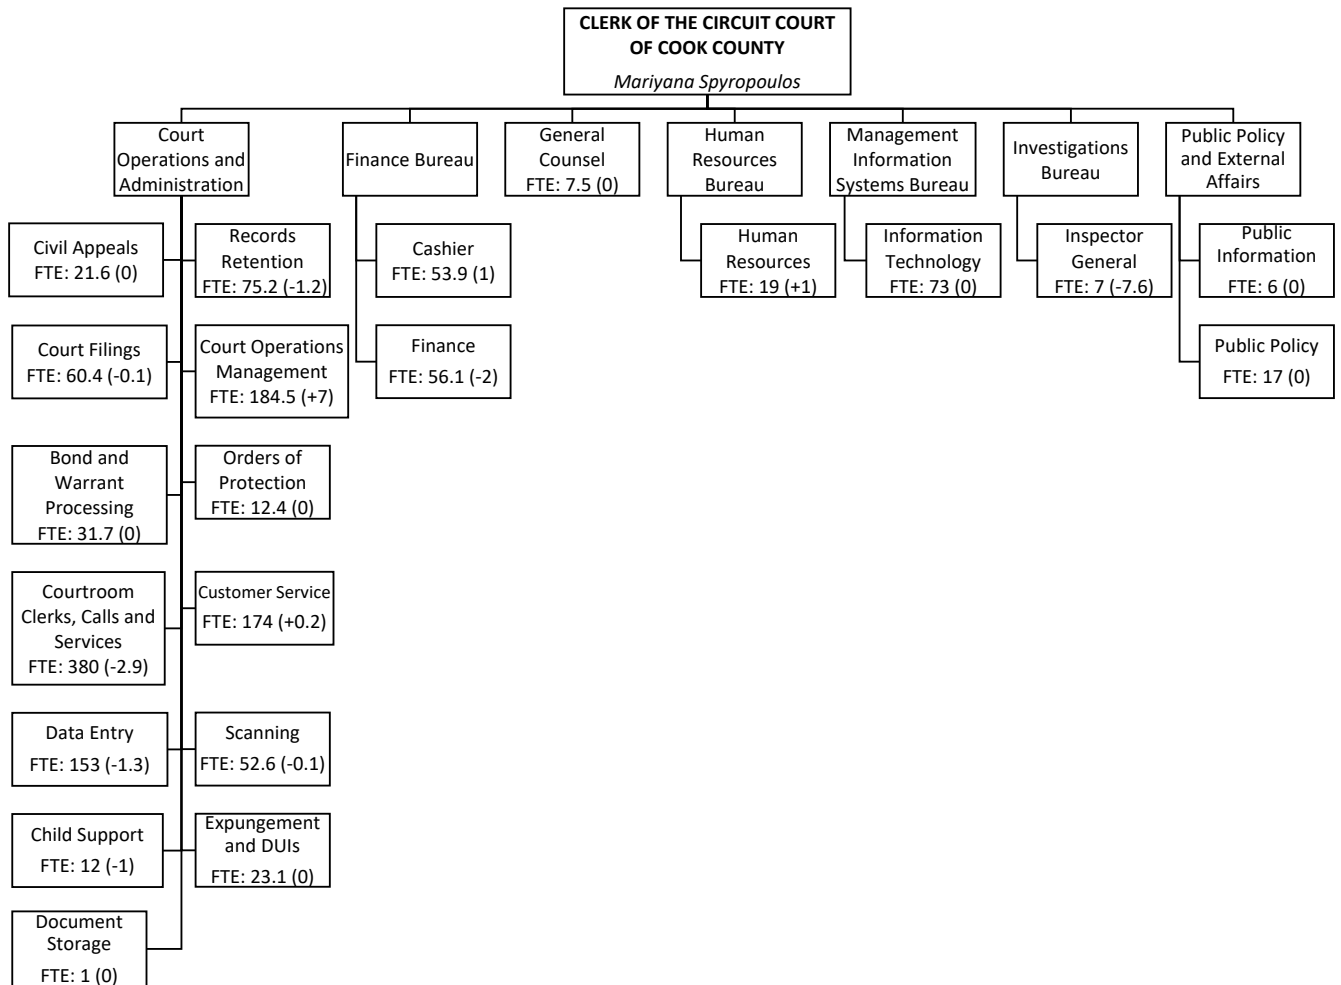 CLERK OF THE CIRCUIT COURT
OF COOK COUNTY
Mariyana Spyropoulos
Court
Operations and
Administration
Finance Bureau
General
Counsel
FTE: 7.5 (0)
Human
Resources
Bureau
Management
Information
Systems Bureau
Investigations
Bureau
Public Policy
and External
Affairs
Civil Appeals
FTE: 21.6 (0)
Records
Retention
FTE: 75.2 (-1.2)
Cashier
FTE: 53.9 (1)
Human
Resources
FTE: 19 (+1)
Information
Technology
FTE: 73 (0)
Inspector
General
FTE: 7 (-7.6)
Public
Information
FTE: 6 (0)
Court Filings
FTE: 60.4 (-0.1)
Court Operations
Management
FTE: 184.5 (+7)
Finance
FTE: 56.1 (-2)
Public Policy
FTE: 17 (0)
Bond and
Warrant
Processing
FTE: 31.7 (0)
Orders of
Protection
FTE: 12.4 (0)
Courtroom
Clerks, Calls and
Services
FTE: 380 (-2.9)
Customer Service
FTE: 174 (+0.2)
Data Entry
FTE: 153 (-1.3)
Scanning
FTE: 52.6 (-0.1)
Child Support
FTE: 12 (-1)
Expungement
and DUIs
FTE: 23.1 (0)
Document
Storage
FTE: 1 (0)